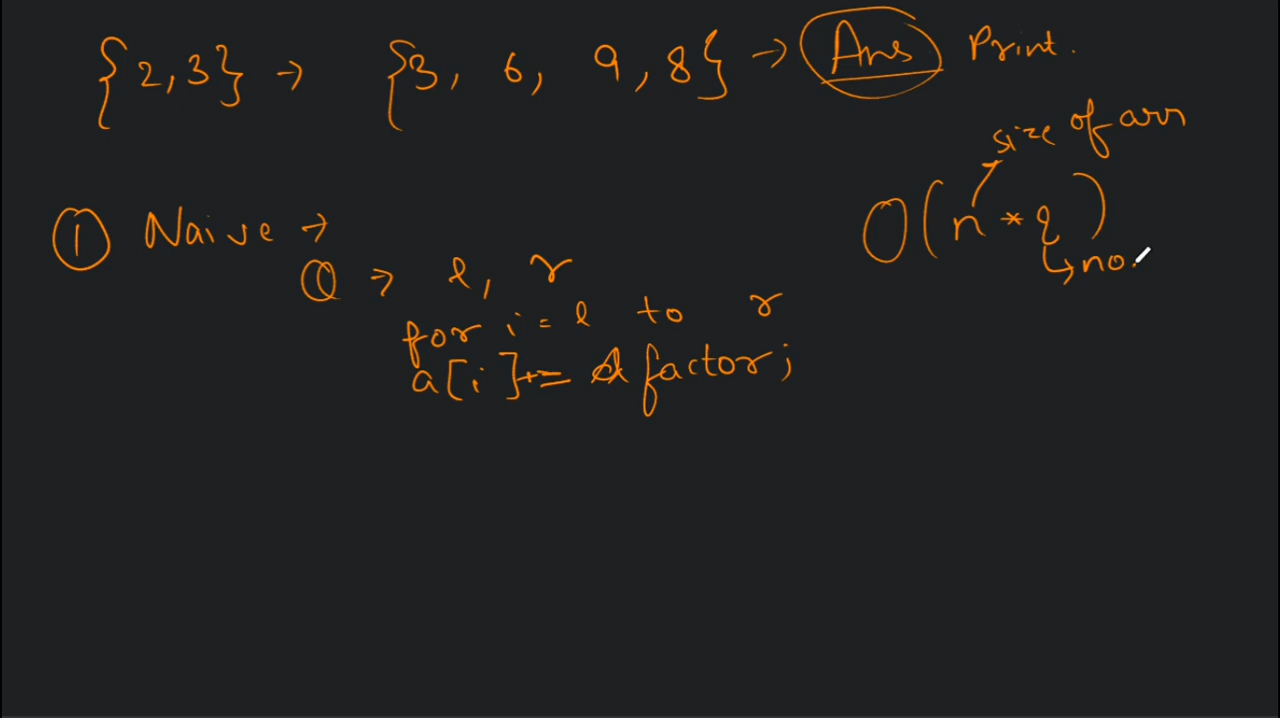 {2,3} → {3, 6, 9, 8} → Ans Print.
size of arr
① Naive → O(n * q)
Q → l, r
↳ no.
for i = l to r
a[i] += factor;